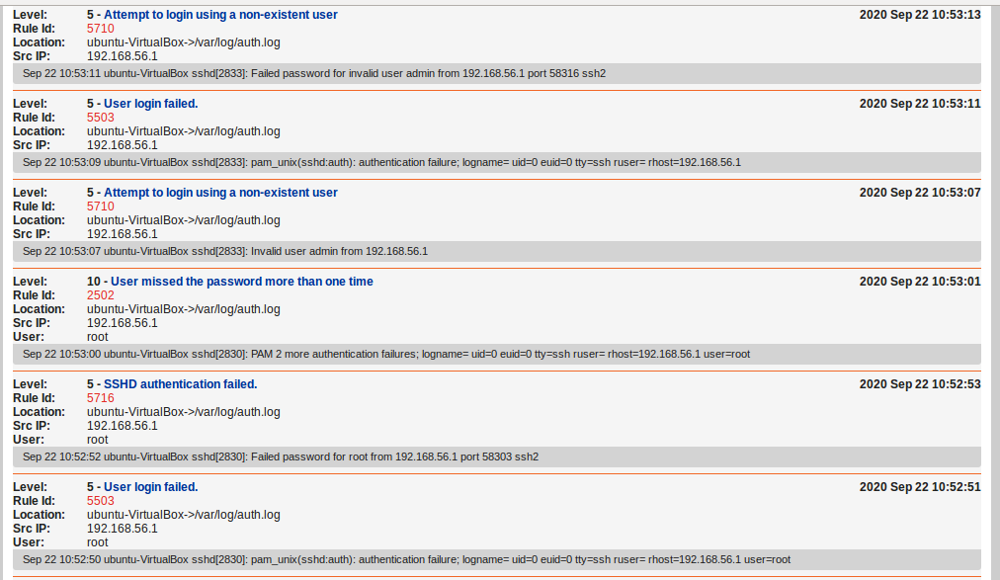 Level: 5 - Attempt to login using a non-existent user 2020 Sep 22 10:53:13
Rule Id: 5710
Location: ubuntu-VirtualBox->/var/log/auth.log
Src IP: 192.168.56.1
Sep 22 10:53:11 ubuntu-VirtualBox sshd[2833]: Failed password for invalid user admin from 192.168.56.1 port 58316 ssh2
Level: 5 - User login failed. 2020 Sep 22 10:53:11
Rule Id: 5503
Location: ubuntu-VirtualBox->/var/log/auth.log
Src IP: 192.168.56.1
Sep 22 10:53:09 ubuntu-VirtualBox sshd[2833]: pam_unix(sshd:auth): authentication failure; logname= uid=0 euid=0 tty=ssh ruser= rhost=192.168.56.1
Level: 5 - Attempt to login using a non-existent user 2020 Sep 22 10:53:07
Rule Id: 5710
Location: ubuntu-VirtualBox->/var/log/auth.log
Src IP: 192.168.56.1
Sep 22 10:53:07 ubuntu-VirtualBox sshd[2833]: Invalid user admin from 192.168.56.1
Level: 10 - User missed the password more than one time 2020 Sep 22 10:53:01
Rule Id: 2502
Location: ubuntu-VirtualBox->/var/log/auth.log
Src IP: 192.168.56.1
User: root
Sep 22 10:53:00 ubuntu-VirtualBox sshd[2830]: PAM 2 more authentication failures; logname= uid=0 euid=0 tty=ssh ruser= rhost=192.168.56.1 user=root
Level: 5 - SSHD authentication failed. 2020 Sep 22 10:52:53
Rule Id: 5716
Location: ubuntu-VirtualBox->/var/log/auth.log
Src IP: 192.168.56.1
User: root
Sep 22 10:52:52 ubuntu-VirtualBox sshd[2830]: Failed password for root from 192.168.56.1 port 58303 ssh2
Level: 5 - User login failed. 2020 Sep 22 10:52:51
Rule Id: 5503
Location: ubuntu-VirtualBox->/var/log/auth.log
Src IP: 192.168.56.1
User: root
Sep 22 10:52:50 ubuntu-VirtualBox sshd[2830]: pam_unix(sshd:auth): authentication failure; logname= uid=0 euid=0 tty=ssh ruser= rhost=192.168.56.1 user=root